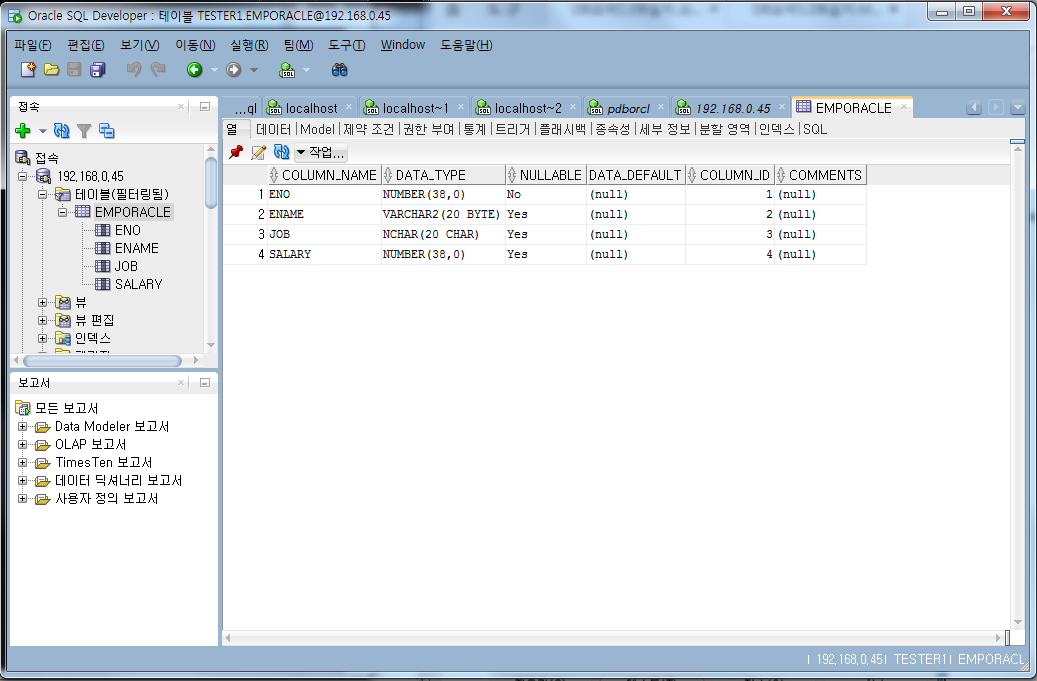 Oracle SQL Developer : 테이블 TESTER1.EMPORACLE@192.168.0.45
파일(F) 편집(E) 보기(V) 이동(N) 실행(R) 팀(M) 도구(T) Window 도움말(H)
접속
접속
192.168.0.45
테이블(필터링됨)
EMPORACLE
ENO
ENAME
JOB
SALARY
뷰
뷰 편집
인덱스
보고서
모든 보고서
Data Modeler 보고서
OLAP 보고서
TimesTen 보고서
데이터 딕셔너리 보고서
사용자 정의 보고서
...ql localhost localhost~1 localhost~2 pdborcl 192.168.0.45 EMPORACLE
열 데이터 Model 제약 조건 권한 부여 통계 트리거 플래시백 종속성 세부 정보 분할 영역 인덱스 SQL
작업...
COLUMN_NAME DATA_TYPE NULLABLE DATA_DEFAULT COLUMN_ID COMMENTS
1 ENO NUMBER(38,0) No (null) 1 (null)
2 ENAME VARCHAR2(20 BYTE) Yes (null) 2 (null)
3 JOB NCHAR(20 CHAR) Yes (null) 3 (null)
4 SALARY NUMBER(38,0) Yes (null) 4 (null)
| 192.168.0.45| TESTER1| EMPORACL